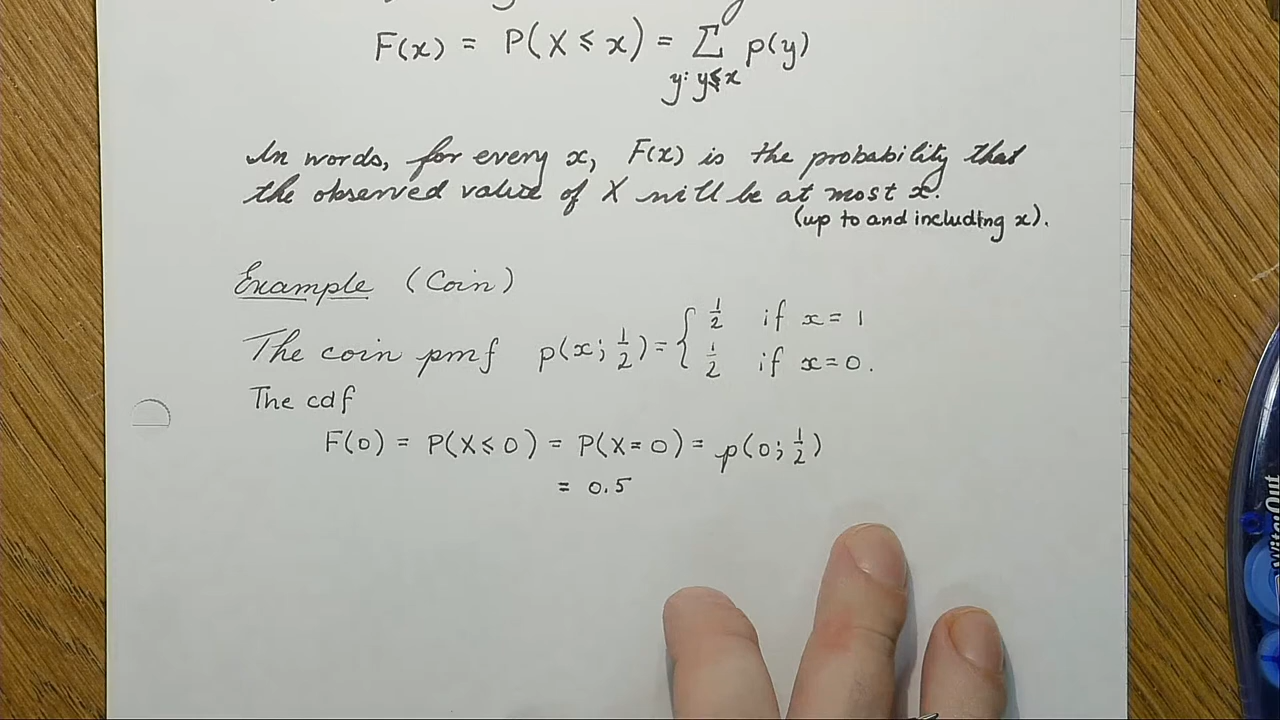 F(x) = P(X ≤ x) = Σ p(y)
y: y≤x
In words, for every x, F(x) is the probability that
the observed value of X will be at most x.
(up to and including x).
Example (Coin)
The coin pmf p(x; 1/2) = { 1/2 if x = 1
1/2 if x = 0.
The cdf
F(0) = P(X ≤ 0) = P(X = 0) = p(0; 1/2)
= 0.5
WiteOut